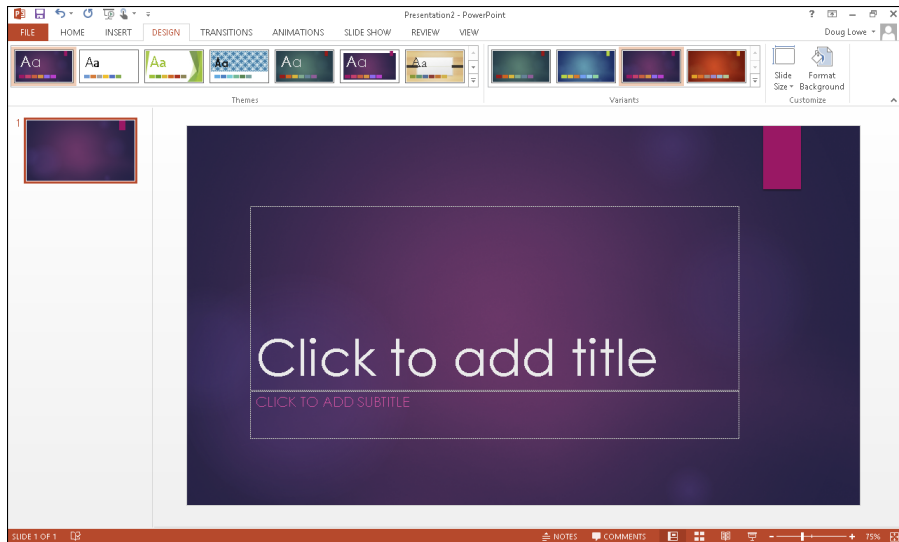 Presentation2 - PowerPoint
?
FILE HOME INSERT DESIGN TRANSITIONS ANIMATIONS SLIDE SHOW REVIEW VIEW
Doug Lowe
Aa Aa Aa Aa Aa Aa Aa
Slide Size
Format Background
Themes
Variants
Customize
1
Click to add title
CLICK TO ADD SUBTITLE
SLIDE 1 OF 1
NOTES
COMMENTS
75%